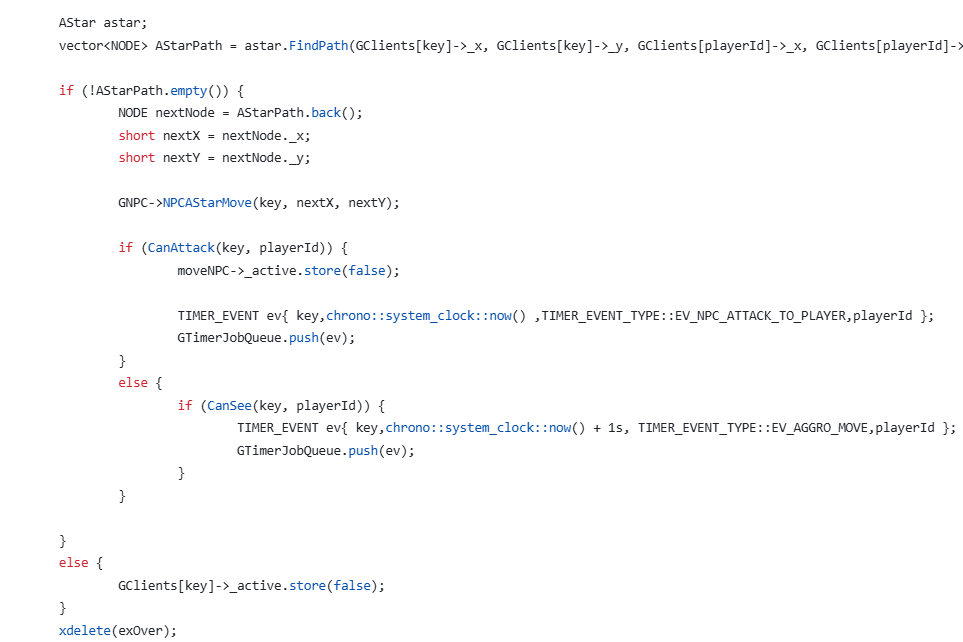 AStar astar;
vector<NODE> AStarPath = astar.FindPath(GClients[key]->_x, GClients[key]->_y, GClients[playerId]->_x, GClients[playerId]->
if (!AStarPath.empty()) {
NODE nextNode = AStarPath.back();
short nextX = nextNode._x;
short nextY = nextNode._y;
GNPC->NPCAStarMove(key, nextX, nextY);
if (CanAttack(key, playerId)) {
moveNPC->_active.store(false);
TIMER_EVENT ev{ key,chrono::system_clock::now() ,TIMER_EVENT_TYPE::EV_NPC_ATTACK_TO_PLAYER,playerId };
GTimerJobQueue.push(ev);
}
else {
if (CanSee(key, playerId)) {
TIMER_EVENT ev{ key,chrono::system_clock::now() + 1s, TIMER_EVENT_TYPE::EV_AGGRO_MOVE,playerId };
GTimerJobQueue.push(ev);
}
}
}
else {
GClients[key]->_active.store(false);
}
xdelete(exOver);